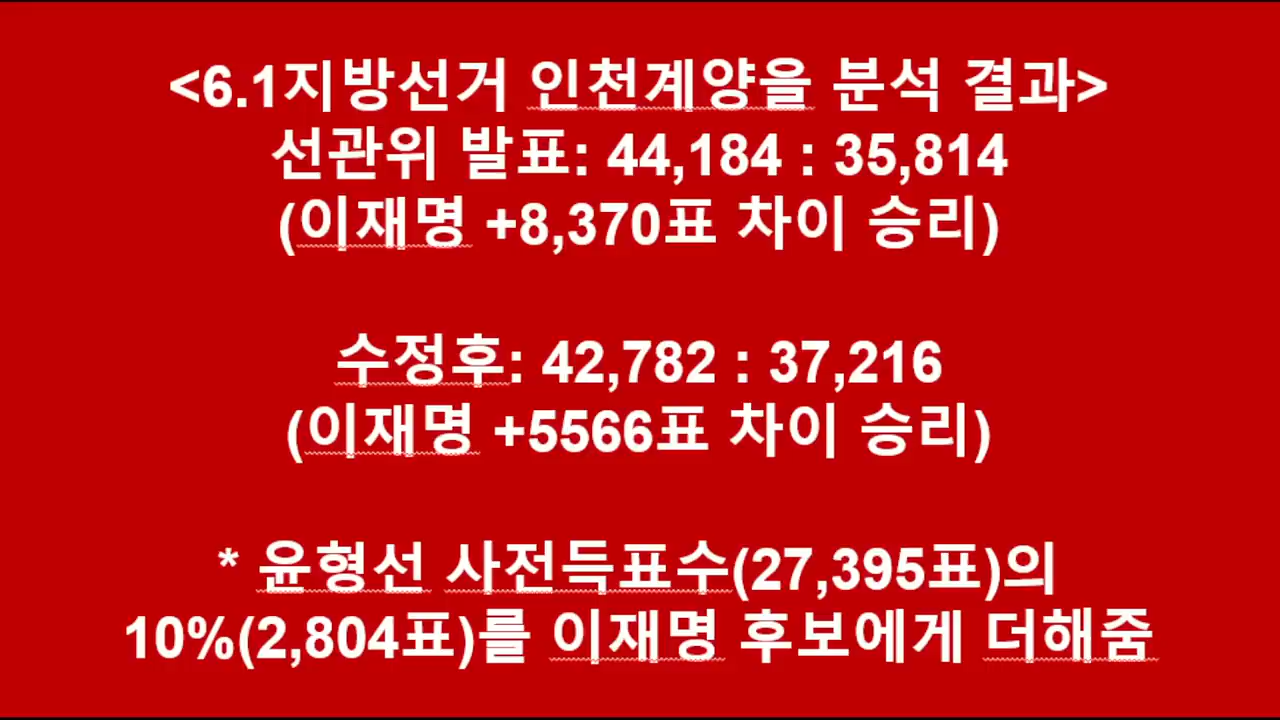 <6.1지방선거 인천계양을 분석 결과>
선관위 발표: 44,184 : 35,814
(이재명 +8,370표 차이 승리)
수정후: 42,782 : 37,216
(이재명 +5566표 차이 승리)
* 윤형선 사전득표수(27,395표)의
10%(2,804표)를 이재명 후보에게 더해줌